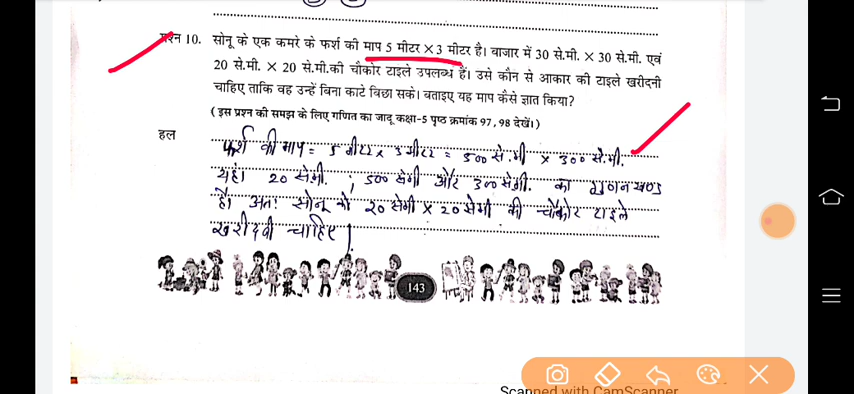 प्रश्न 10. सोनू के एक कमरे के फर्श की माप 5 मीटर × 3 मीटर है। बाजार में 30 से.मी. × 30 से.मी. एवं
20 से.मी. × 20 से.मी.की चौकोर टाइले उपलब्ध हैं। उसे कौन से आकार की टाइले खरीदनी
चाहिए ताकि वह उन्हें बिना काटे बिछा सके। बताइए यह माप कैसे ज्ञात किया?
( इस प्रश्न की समझ के लिए गणित का जादू कक्षा-5 पृष्ठ क्रमांक 97, 98 देखें।)
हल
फर्श की माप = 5 मीटर × 3 मीटर = 500 से.मी × 300 से.मी.
यहां 20 सेमी. , 500 सेमी और 300 सेमी. का गुणनखण्ड
है। अतः सोनू को 20 सेमी × 20 सेमी की चौकोर टाइले
खरीदनी चाहिए।
143
Scanned with CamScanner